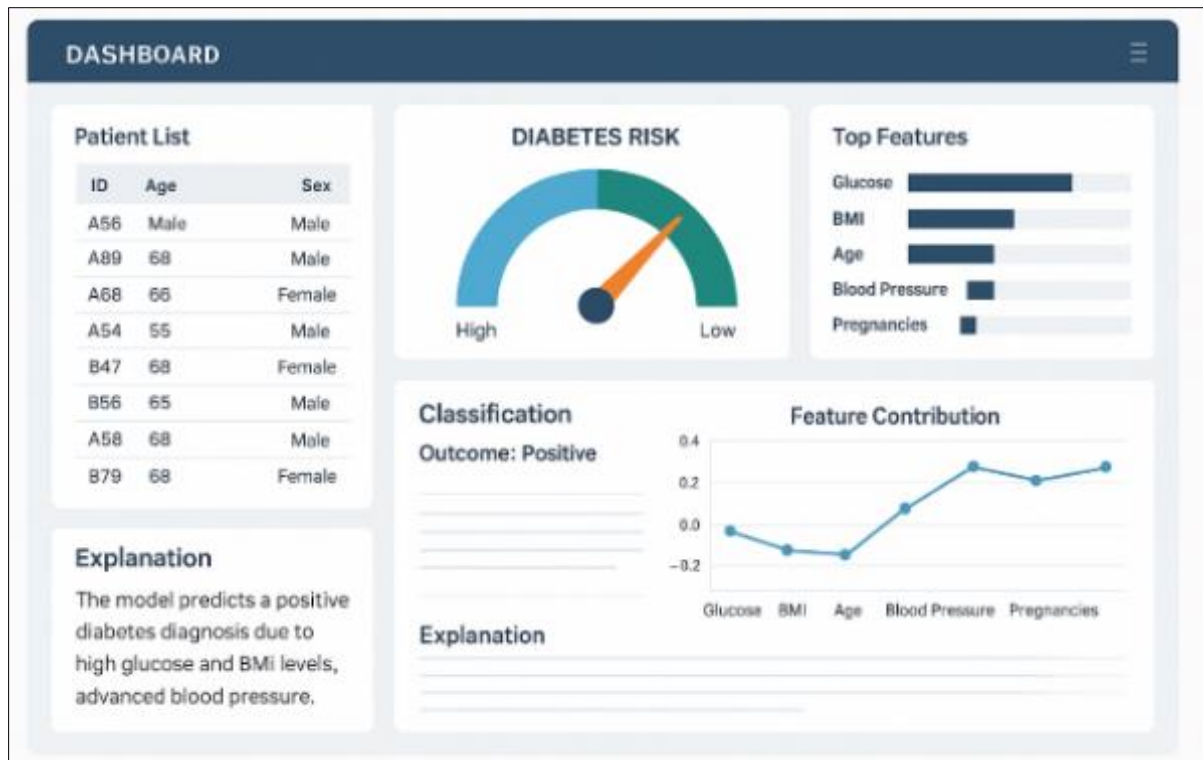 DASHBOARD
Patient List
ID Age Sex
A56 Male Male
A89 68 Male
A68 66 Female
A54 55 Male
B47 68 Female
B56 65 Male
A58 68 Male
B79 68 Female
Explanation
The model predicts a positive
diabetes diagnosis due to
high glucose and BMi levels,
advanced blood pressure.
DIABETES RISK
High Low
Top Features
Glucose
BMI
Age
Blood Pressure
Pregnancies
Classification
Outcome: Positive
Feature Contribution
0.4
0.2
0.0
−0.2
Glucose BMI Age Blood Pressure Pregnancies
Explanation